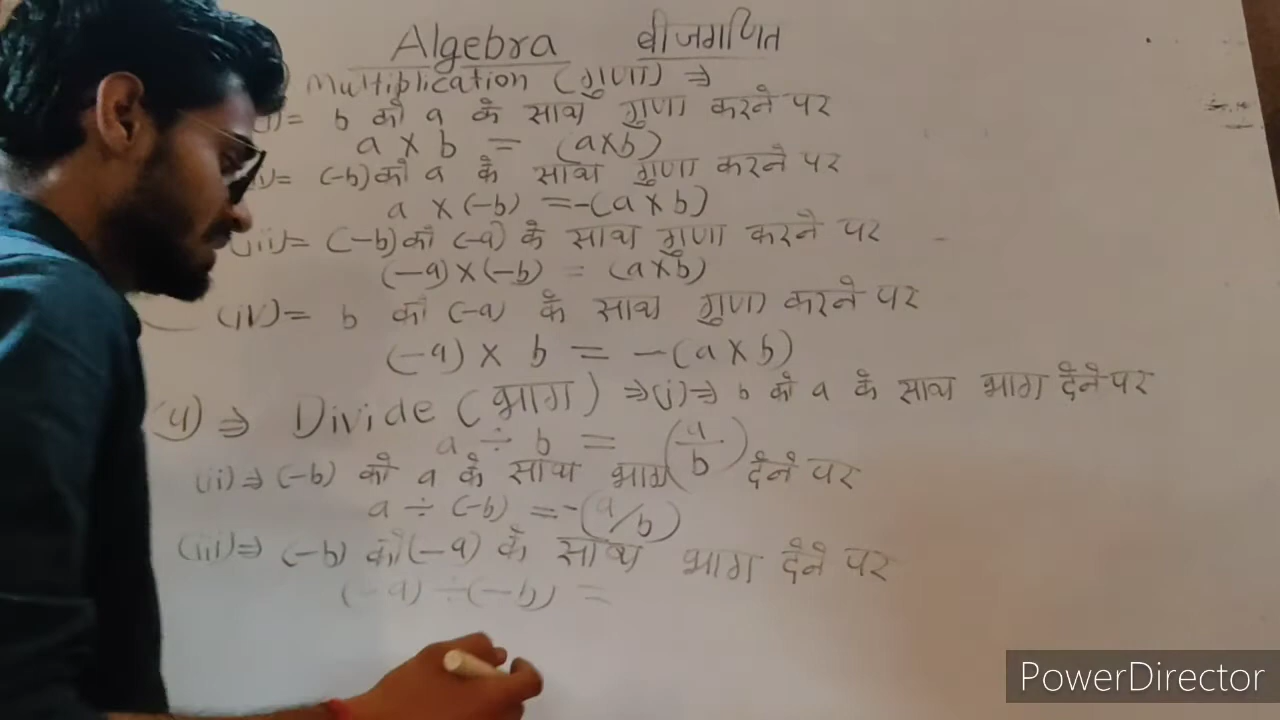 Algebra बीजगणित
Multiplication (गुणा) ⇒
b को a के साथ गुणा करने पर
a × b = (a×b)
(-b) को a के साथ गुणा करने पर
a × (-b) = -(a × b)
(iii)= (-b) को (-a) के साथ गुणा करने पर
(-a) × (-b) = (a×b)
(iv)= b को (-a) के साथ गुणा करने पर
(-a) × b = -(a × b)
(4) ⇒ Divide (भाग) ⇒ (i) ⇒ b को a के साथ भाग देने पर
a ÷ b = (a/b)
(ii) ⇒ (-b) को a के साथ भाग देने पर
a ÷ (-b) = -(a/b)
(iii) ⇒ (-b) को (-a) के साथ भाग देने पर
(-a) ÷ (-b) =
PowerDirector